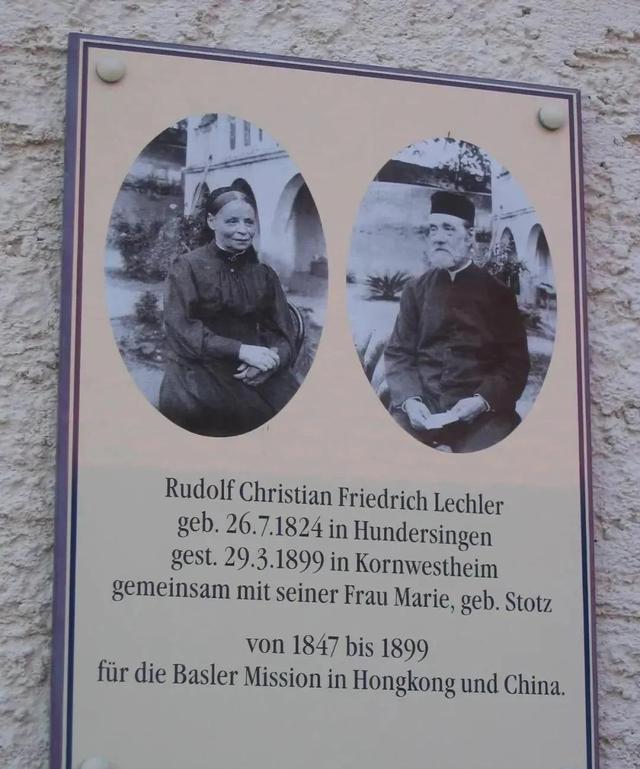 Rudolf Christian Friedrich Lechler
geb. 26.7.1824 in Hundersingen
gest. 29.3.1899 in Kornwestheim
gemeinsam mit seiner Frau Marie, geb. Stotz
von 1847 bis 1899
für die Basler Mission in Hongkong und China.